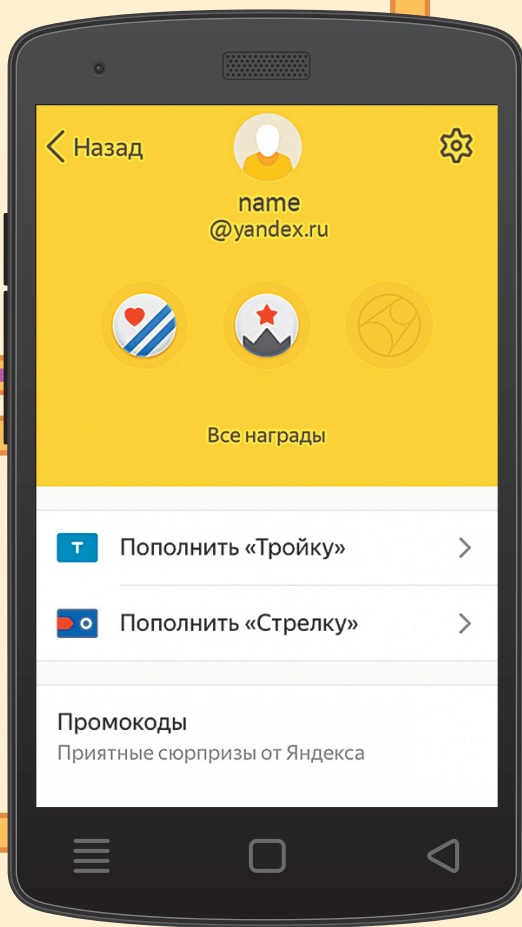 Назад
name
@yandex.ru
Все награды
Т
Пополнить «Тройку»
Пополнить «Стрелку»
Промокоды
Приятные сюрпризы от Яндекса